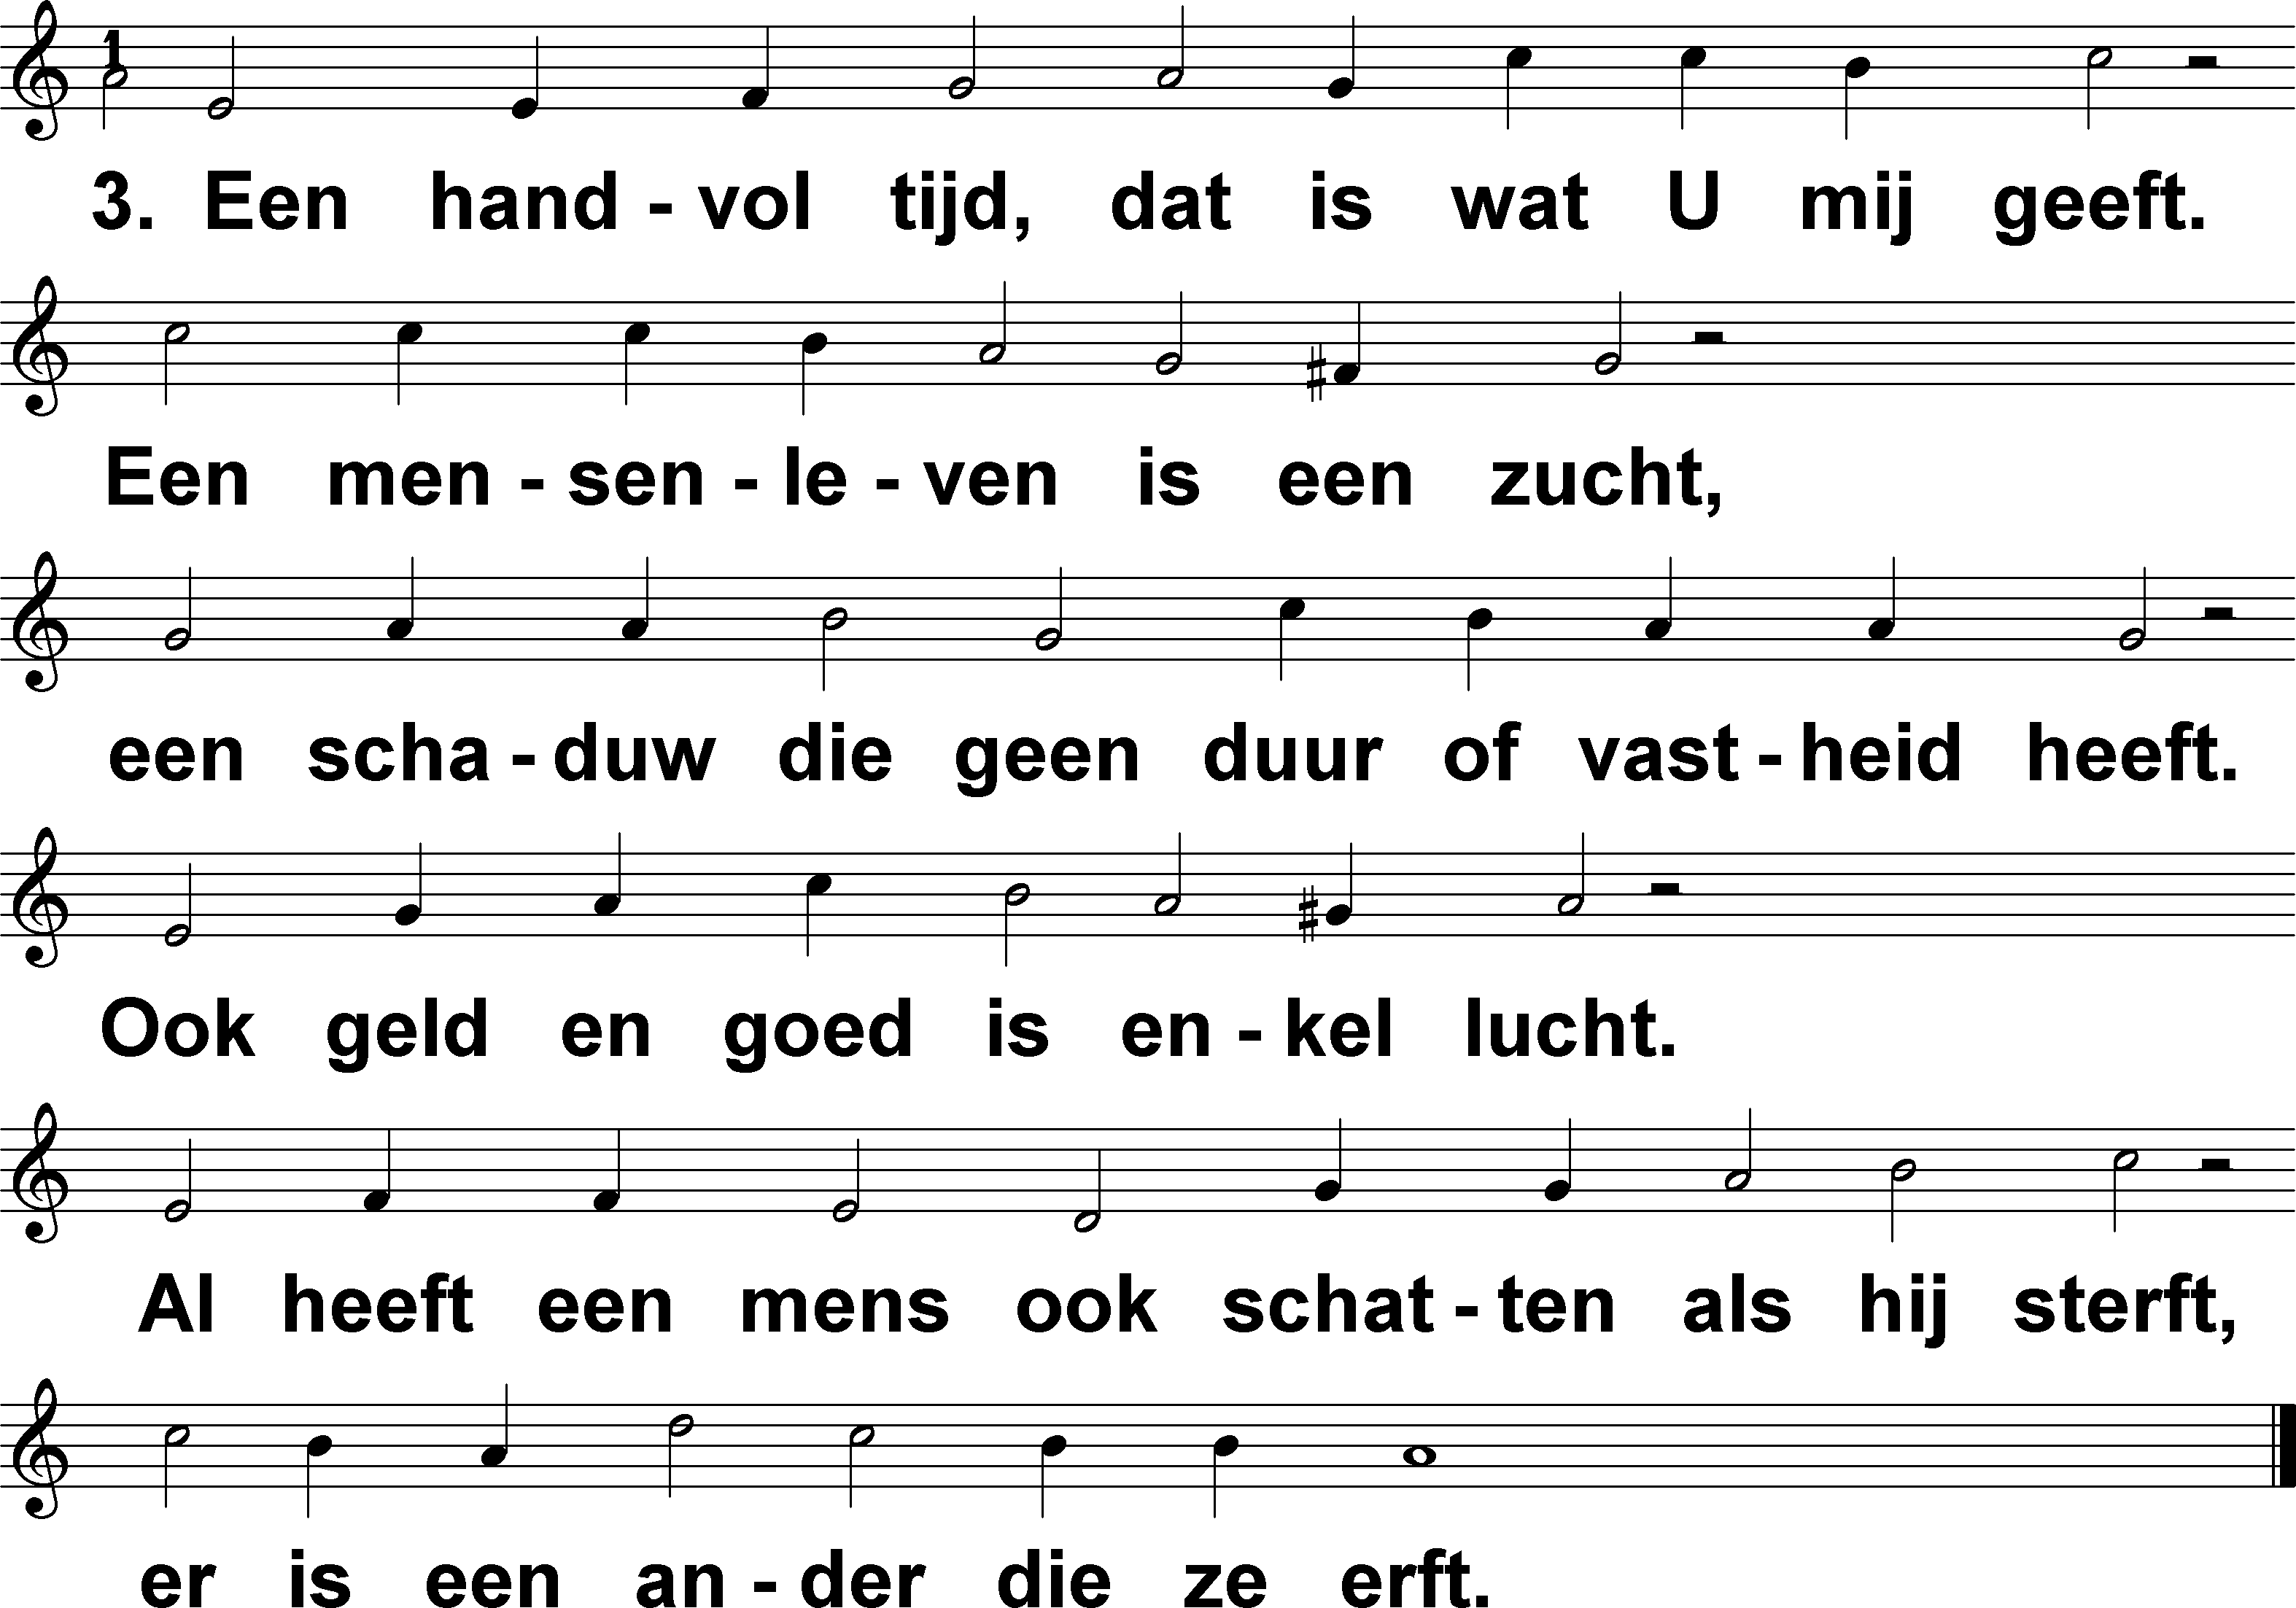 3. Een hand - vol tijd, dat is wat U mij geeft.
Een men - sen - le - ven is een zucht,
een scha - duw die geen duur of vast - heid heeft.
Ook geld en goed is en - kel lucht.
Al heeft een mens ook schat - ten als hij sterft,
er is een an - der die ze erft.